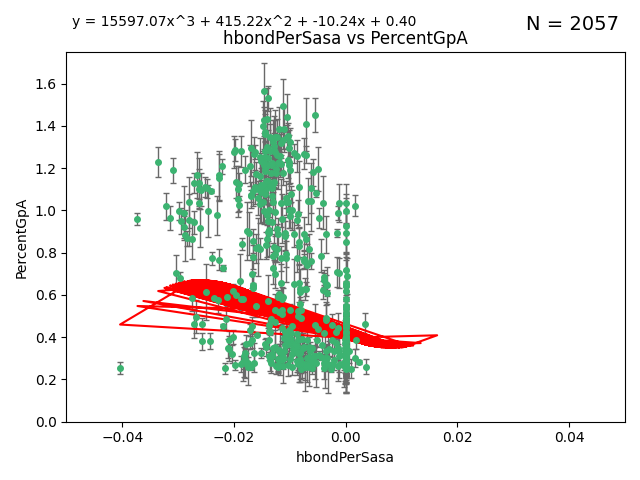 y = 15597.07x^3 + 415.22x^2 + -10.24x + 0.40
N = 2057
hbondPerSasa vs PercentGpA
PercentGpA
1.6
1.4
1.2
1.0
0.8
0.6
0.4
0.2
0.0
−0.04 −0.02 0.00 0.02 0.04
hbondPerSasa